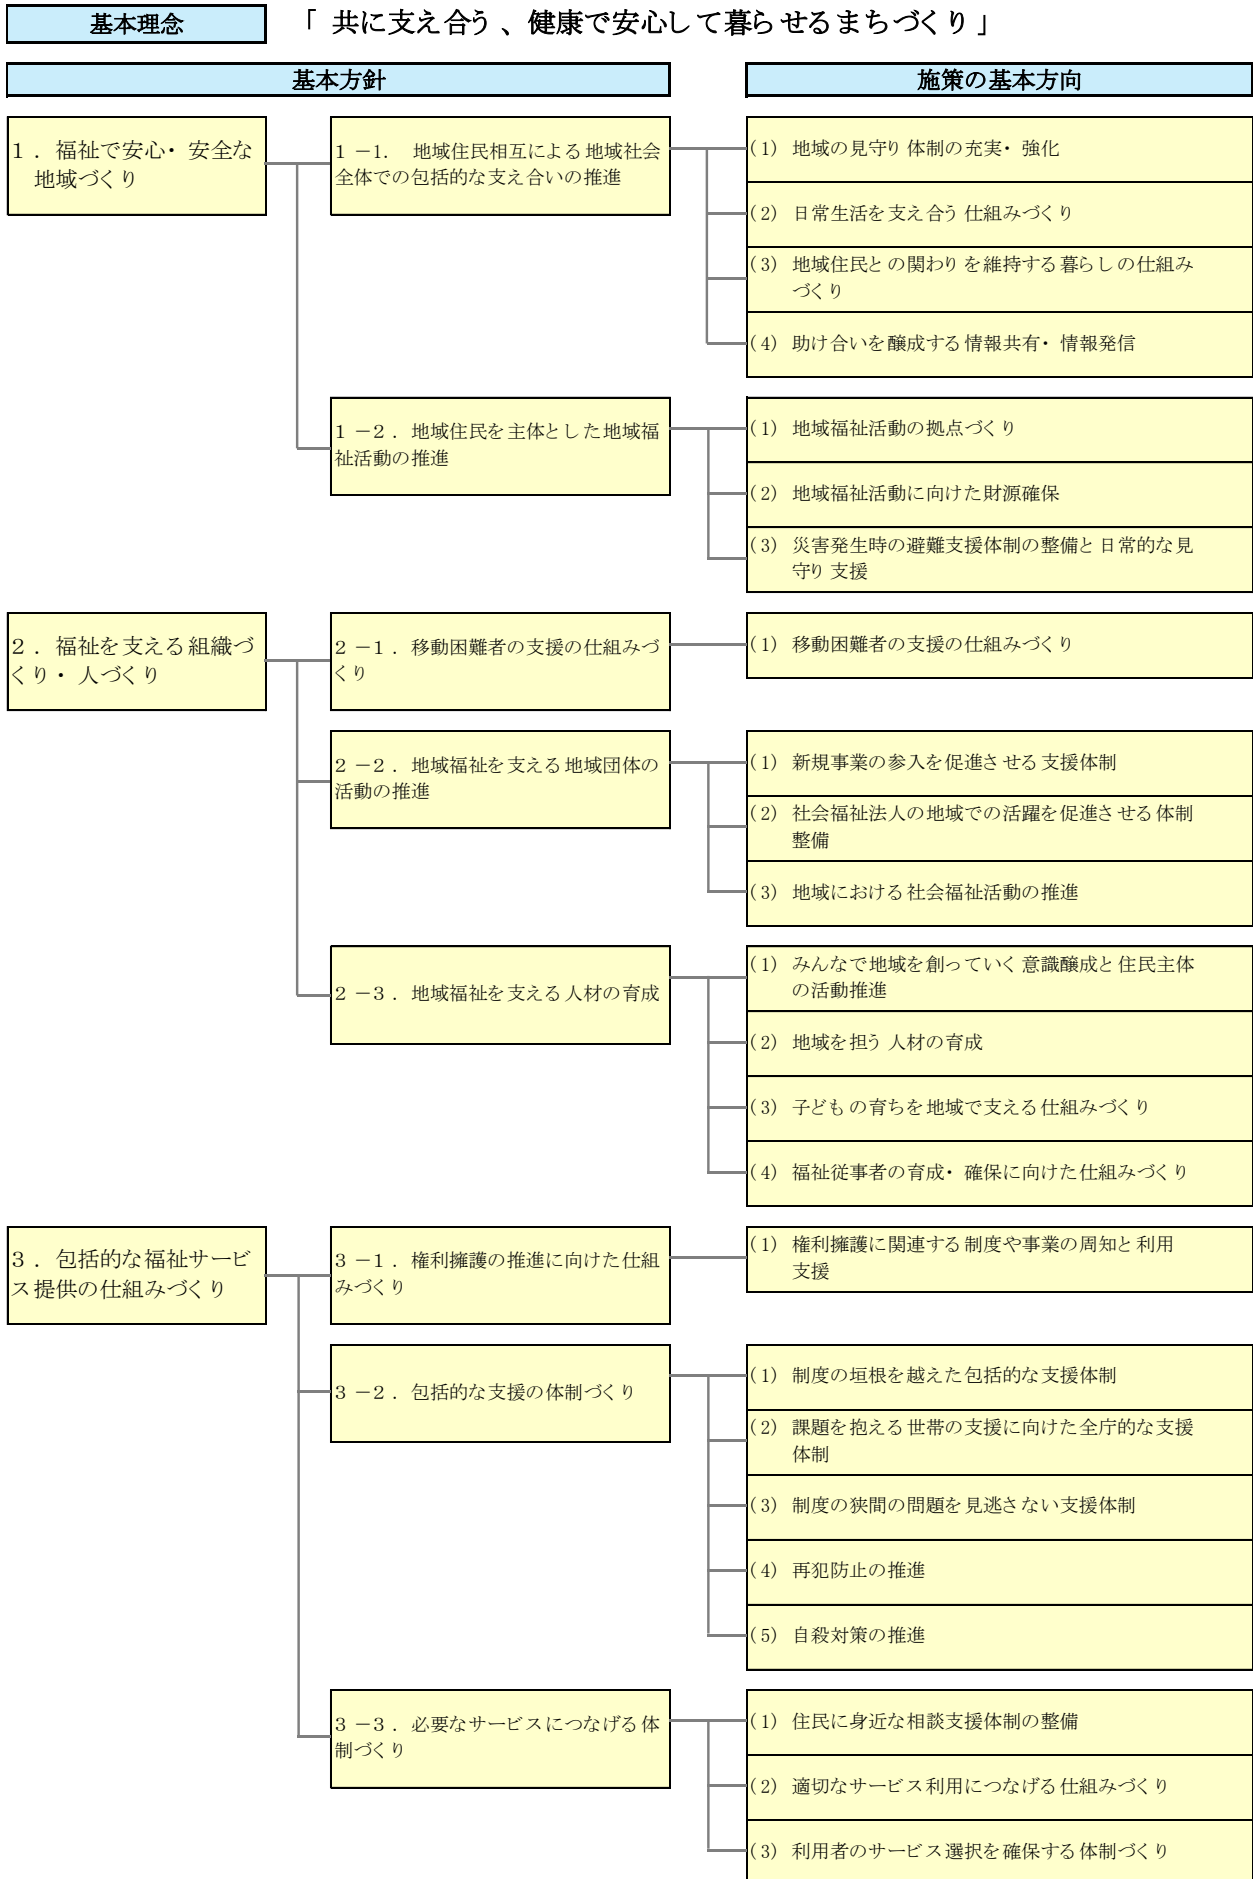 基本理念
「共に支え合う、健康で安心して暮らせるまちづくり」
基本方針
施策の基本方向
1．福祉で安心・安全な
地域づくり
1－1．地域住民相互による地域社会
全体での包括的な支え合いの推進
(1) 地域の見守り体制の充実・強化
(2) 日常生活を支え合う仕組みづくり
(3) 地域住民との関わりを維持する暮らしの仕組み
づくり
(4) 助け合いを醸成する情報共有・情報発信
1－2．地域住民を主体とした地域福
祉活動の推進
(1) 地域福祉活動の拠点づくり
(2) 地域福祉活動に向けた財源確保
(3) 災害発生時の避難支援体制の整備と日常的な見
守り支援
2．福祉を支える組織づ
くり・人づくり
2－1．移動困難者の支援の仕組みづ
くり
(1) 移動困難者の支援の仕組みづくり
2－2．地域福祉を支える地域団体の
活動の推進
(1) 新規事業の参入を促進させる支援体制
(2) 社会福祉法人の地域での活躍を促進させる体制
整備
(3) 地域における社会福祉活動の推進
2－3．地域福祉を支える人材の育成
(1) みんなで地域を創っていく意識醸成と住民主体
の活動推進
(2) 地域を担う人材の育成
(3) 子どもの育ちを地域で支える仕組みづくり
(4) 福祉従事者の育成・確保に向けた仕組みづくり
3．包括的な福祉サービ
ス提供の仕組みづくり
3－1．権利擁護の推進に向けた仕組
みづくり
(1) 権利擁護に関連する制度や事業の周知と利用
支援
3－2．包括的な支援の体制づくり
(1) 制度の垣根を越えた包括的な支援体制
(2) 課題を抱える世帯の支援に向けた全庁的な支援
体制
(3) 制度の狭間の問題を見逃さない支援体制
(4) 再犯防止の推進
(5) 自殺対策の推進
3－3．必要なサービスにつなげる体
制づくり
(1) 住民に身近な相談支援体制の整備
(2) 適切なサービス利用につなげる仕組みづくり
(3) 利用者のサービス選択を確保する体制づくり